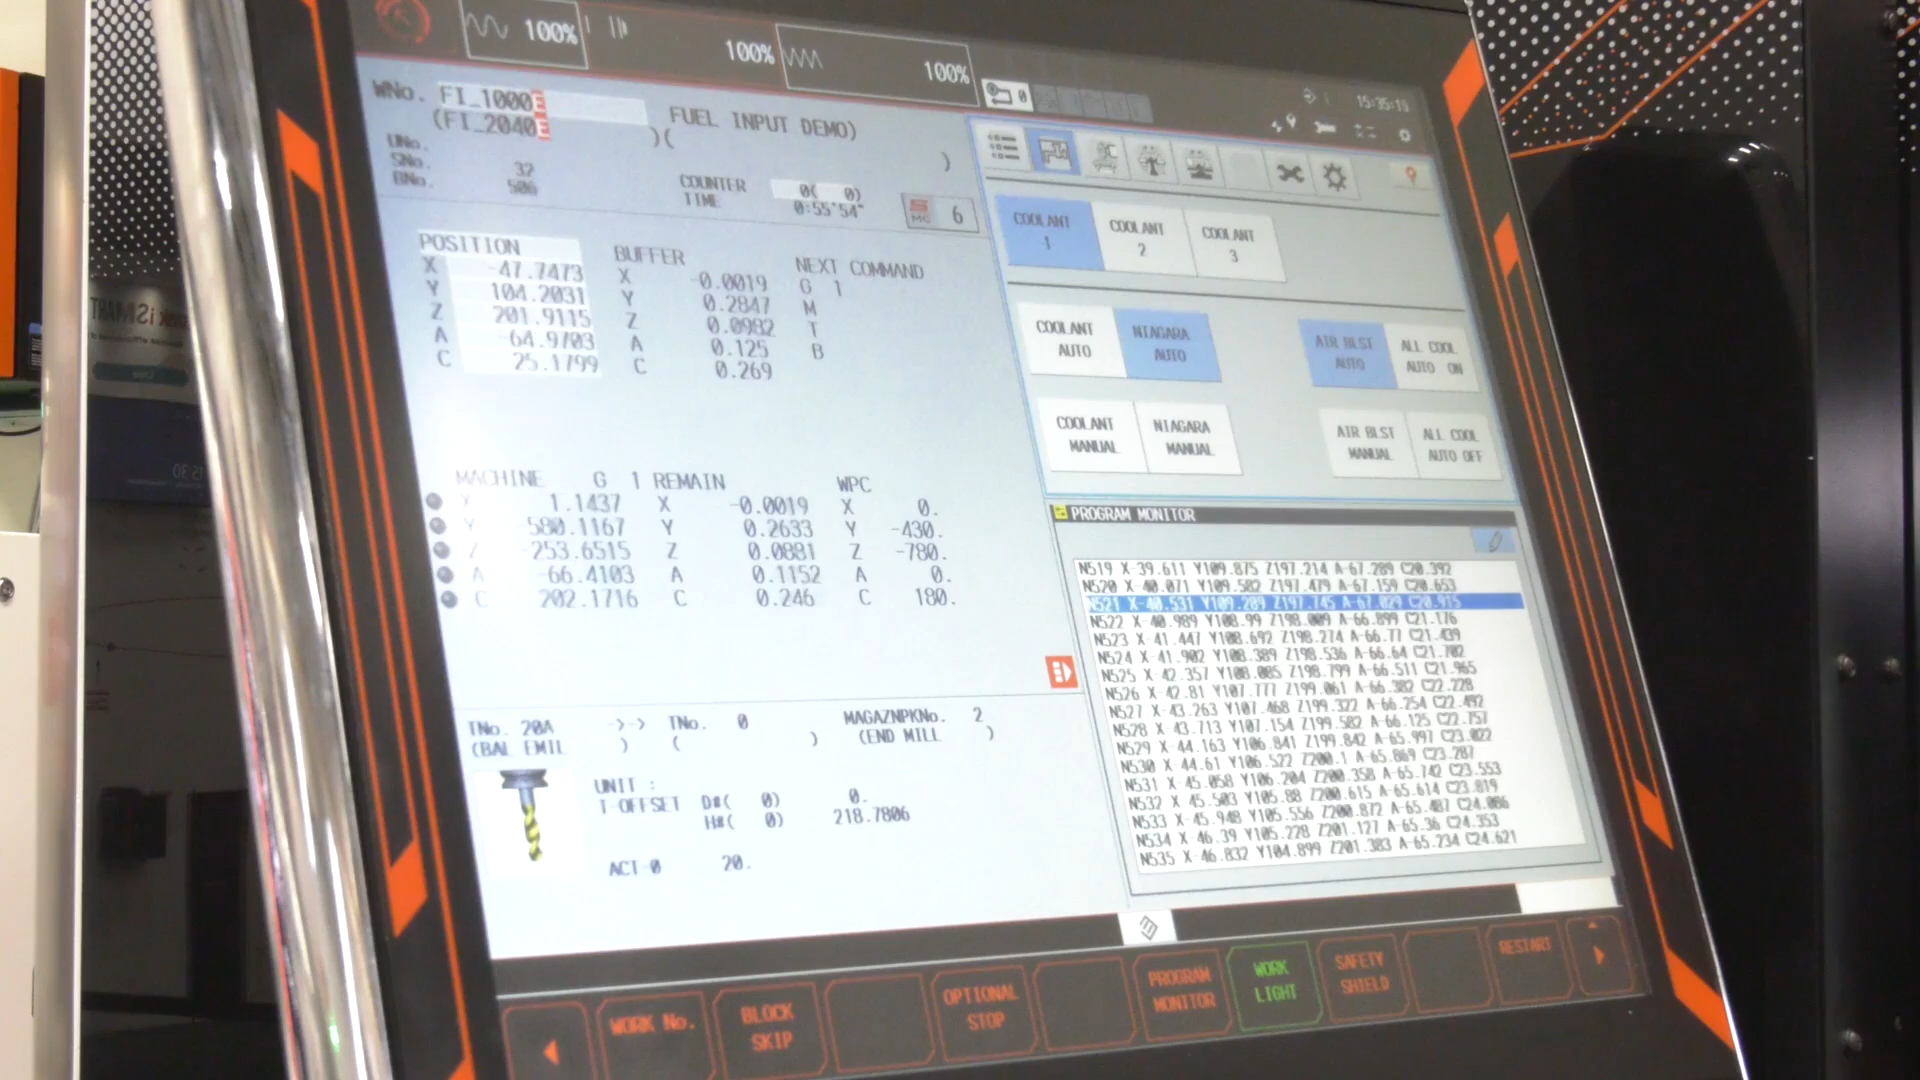 100%
100%
100%
0
15:35:19
WNo. FI_1000
(FI_2040
)(
FUEL INPUT DEMO)
)
UNo.
SNo. 32
BNo. 506
COUNTER 0( 0)
TIME 0:55'54"
MC 6
POSITION
X -47.7473
Y 104.2031
Z 201.9115
A -64.9703
C 25.1799
BUFFER
X -0.0019
Y 0.2847
Z 0.0982
A 0.125
C 0.269
NEXT COMMAND
G 1
M
T
B
MACHINE G 1
X 1.1437
Y -580.1167
Z -253.6515
A -66.4103
C 202.1716
REMAIN
X -0.0019
Y 0.2633
Z 0.0881
A 0.1152
C 0.246
WPC
X 0.
Y -430.
Z -780.
A 0.
C 180.
TNo. 20A ->-> TNo. 0 MAGAZNPKNo. 2
(BAL EMIL ) ( ) (END MILL )
UNIT :
T-OFFSET D#( 0) 0.
H#( 0) 218.7806
ACT-0 20.
COOLANT 1
COOLANT 2
COOLANT 3
COOLANT AUTO
NIAGARA AUTO
AIR BLST AUTO
ALL COOL AUTO ON
COOLANT MANUAL
NIAGARA MANUAL
AIR BLST MANUAL
ALL COOL AUTO OFF
PROGRAM MONITOR
N519 X-39.611 Y109.875 Z197.214 A-67.289 C20.392
N520 X-40.071 Y109.582 Z197.479 A-67.159 C20.653
N521 X-40.531 Y109.289 Z197.745 A-67.029 C20.915
N522 X-40.989 Y108.99 Z198.009 A-66.899 C21.176
N523 X-41.447 Y108.692 Z198.274 A-66.77 C21.439
N524 X-41.902 Y108.389 Z198.536 A-66.64 C21.702
N525 X-42.357 Y108.085 Z198.799 A-66.511 C21.965
N526 X-42.81 Y107.777 Z199.061 A-66.382 C22.228
N527 X-43.263 Y107.468 Z199.322 A-66.254 C22.492
N528 X-43.713 Y107.154 Z199.582 A-66.125 C22.757
N529 X-44.163 Y106.841 Z199.842 A-65.997 C23.022
N530 X-44.61 Y106.522 Z200.1 A-65.869 C23.287
N531 X-45.058 Y106.204 Z200.358 A-65.742 C23.553
N532 X-45.503 Y105.88 Z200.615 A-65.614 C23.819
N533 X-45.948 Y105.556 Z200.872 A-65.487 C24.086
N534 X-46.39 Y105.228 Z201.127 A-65.36 C24.353
N535 X-46.832 Y104.899 Z201.383 A-65.234 C24.621
WORK No.
BLOCK SKIP
OPTIONAL STOP
PROGRAM MONITOR
WORK LIGHT
SAFETY SHIELD
RESTART